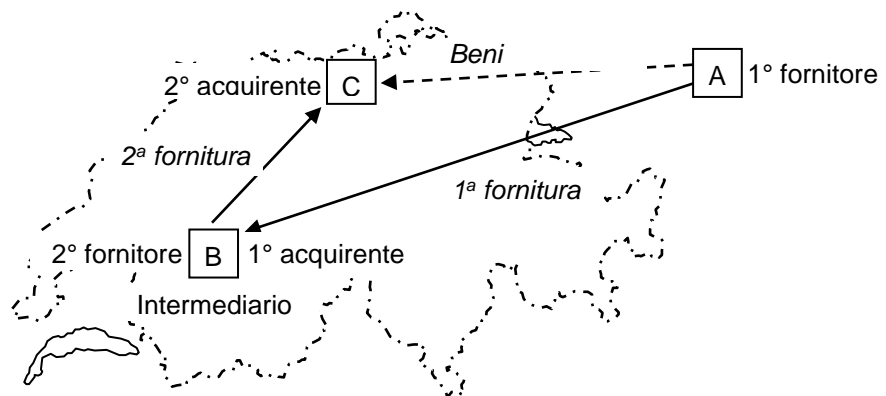 Beni
A
1° fornitore
2° acquirente
C
2ª fornitura
1ª fornitura
2° fornitore
B
1° acquirente
Intermediario